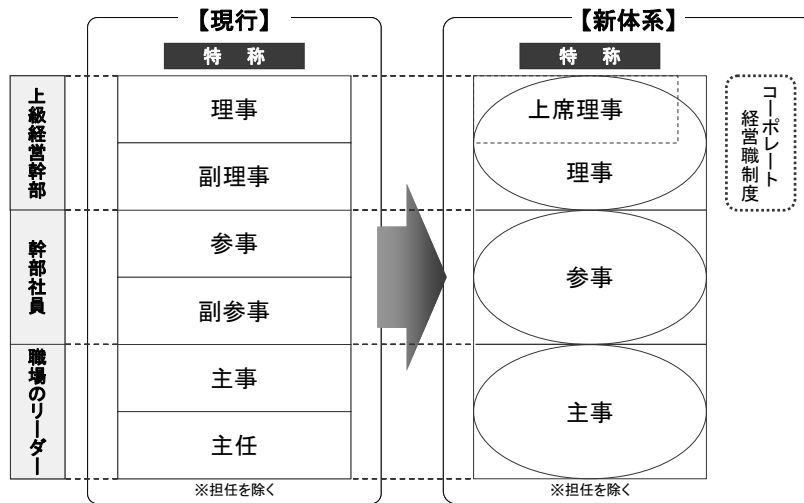 【現行】
特 称
上級経営幹部
理事
副理事
幹部社員
参事
副参事
職場のリーダー
主事
主任
※担任を除く
【新体系】
特 称
上席理事
理事
参事
主事
※担任を除く
コーポレート
経営職制度